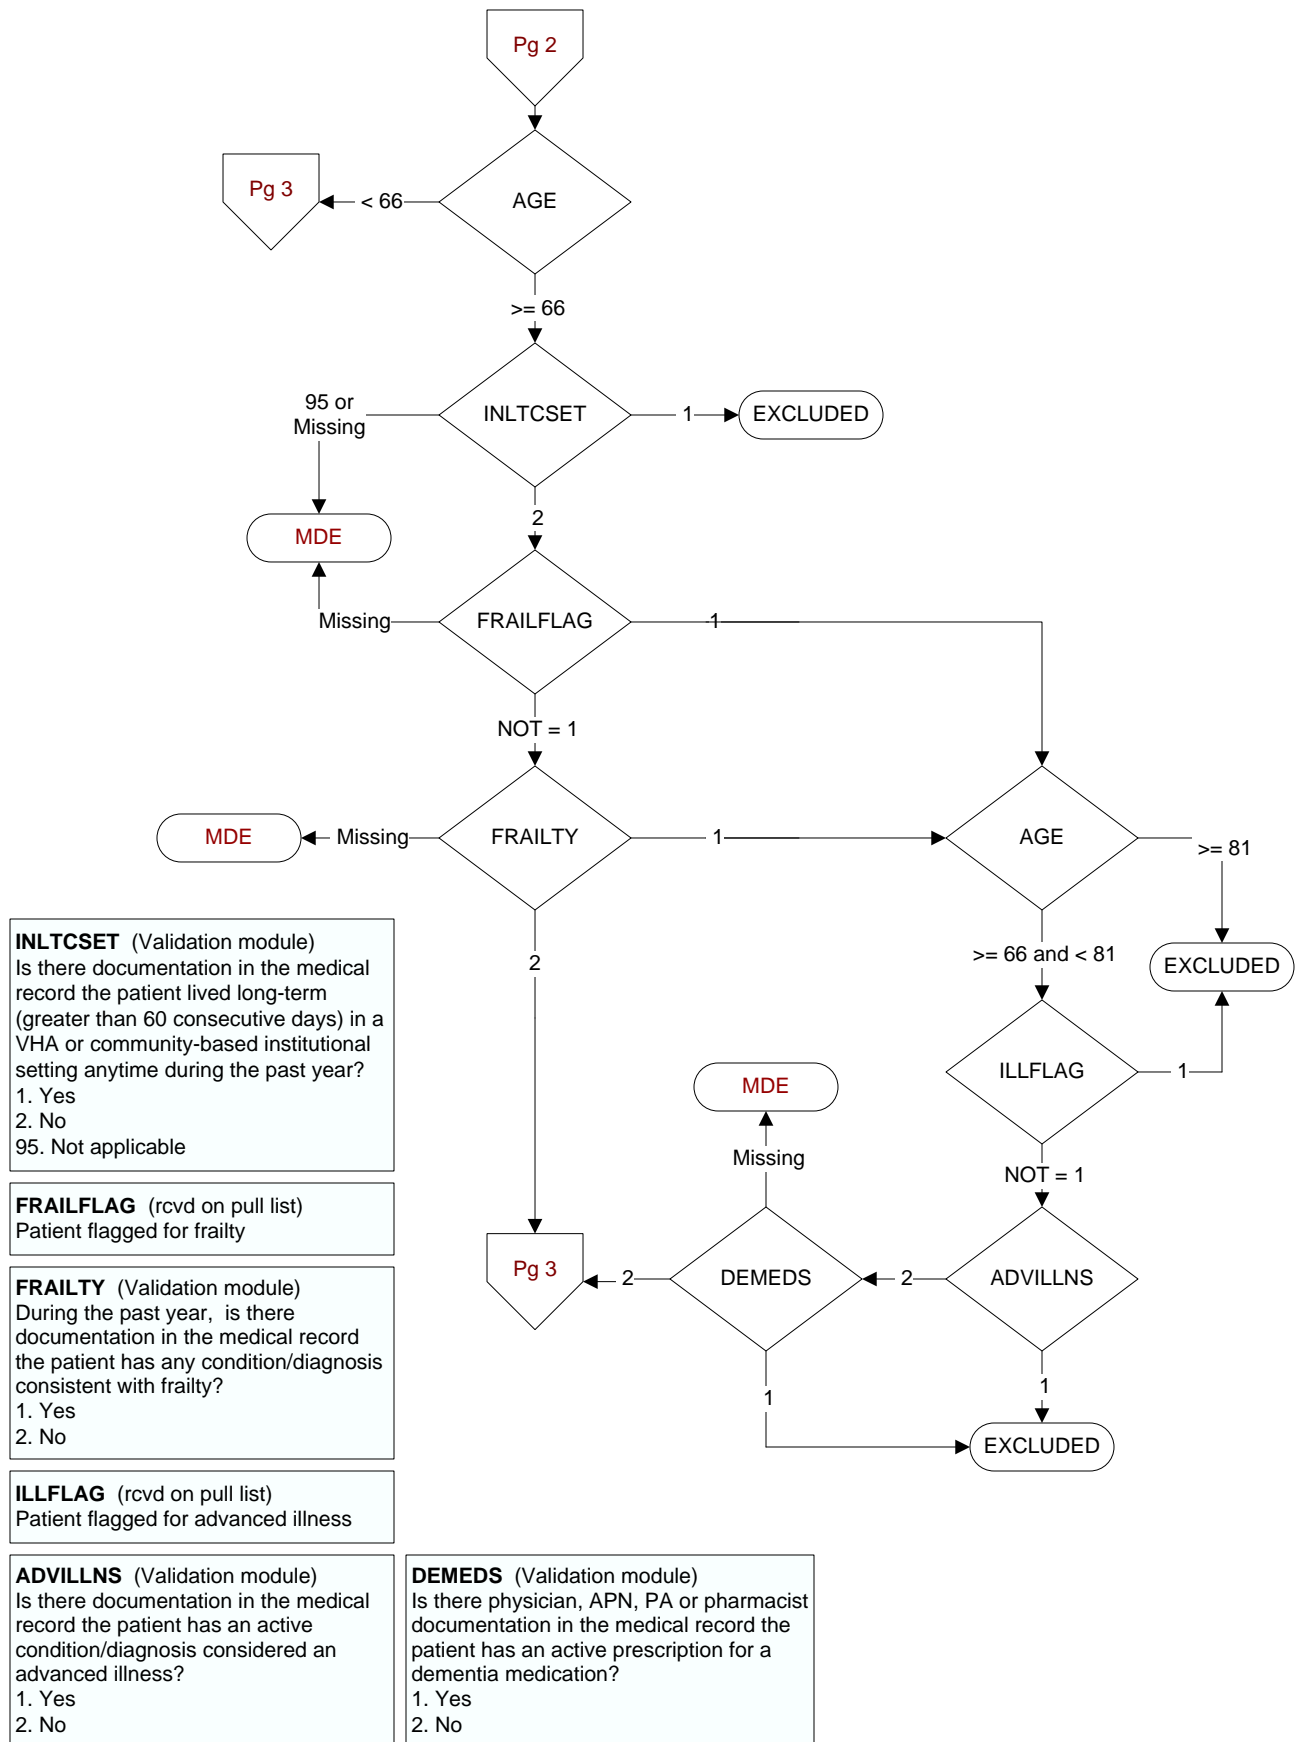 Pg 2
AGE
< 66
Pg 3
>= 66
INLTCSET
95 or
Missing
1
EXCLUDED
MDE
2
FRAILFLAG
Missing
1
NOT = 1
FRAILTY
Missing
MDE
1
AGE
>= 81
>= 66 and < 81
EXCLUDED
2
ILLFLAG
1
MDE
Missing
NOT = 1
Pg 3
2
DEMEDS
2
ADVILLNS
1
1
EXCLUDED
INLTCSET (Validation module)
Is there documentation in the medical
record the patient lived long-term
(greater than 60 consecutive days) in a
VHA or community-based institutional
setting anytime during the past year?
1. Yes
2. No
95. Not applicable
FRAILFLAG (rcvd on pull list)
Patient flagged for frailty
FRAILTY (Validation module)
During the past year, is there
documentation in the medical record
the patient has any condition/diagnosis
consistent with frailty?
1. Yes
2. No
ILLFLAG (rcvd on pull list)
Patient flagged for advanced illness
ADVILLNS (Validation module)
Is there documentation in the medical
record the patient has an active
condition/diagnosis considered an
advanced illness?
1. Yes
2. No
DEMEDS (Validation module)
Is there physician, APN, PA or pharmacist
documentation in the medical record the
patient has an active prescription for a
dementia medication?
1. Yes
2. No